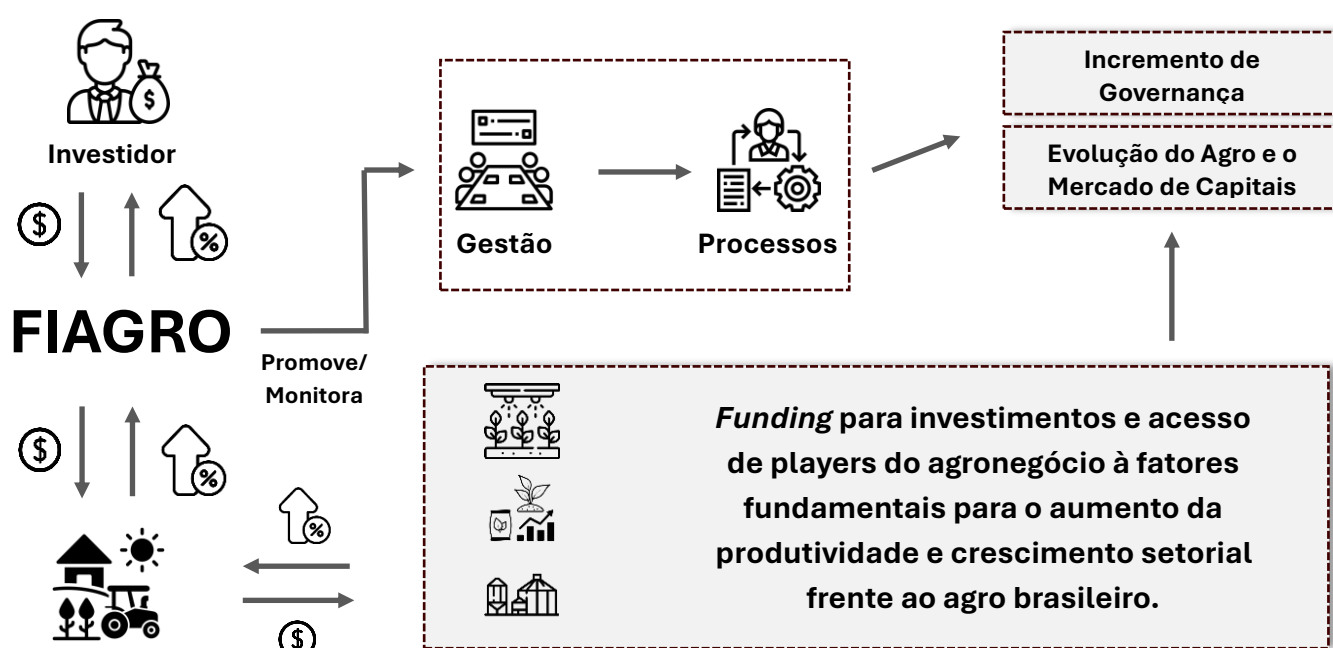 Investidor
$
$
%
FIAGRO
Promove/
Monitora
$
%
%
$
Gestão
Processos
Incremento de
Governança
Evolução do Agro e o
Mercado de Capitais
Funding para investimentos e acesso
de players do agronegócio à fatores
fundamentais para o aumento da
produtividade e crescimento setorial
frente ao agro brasileiro.